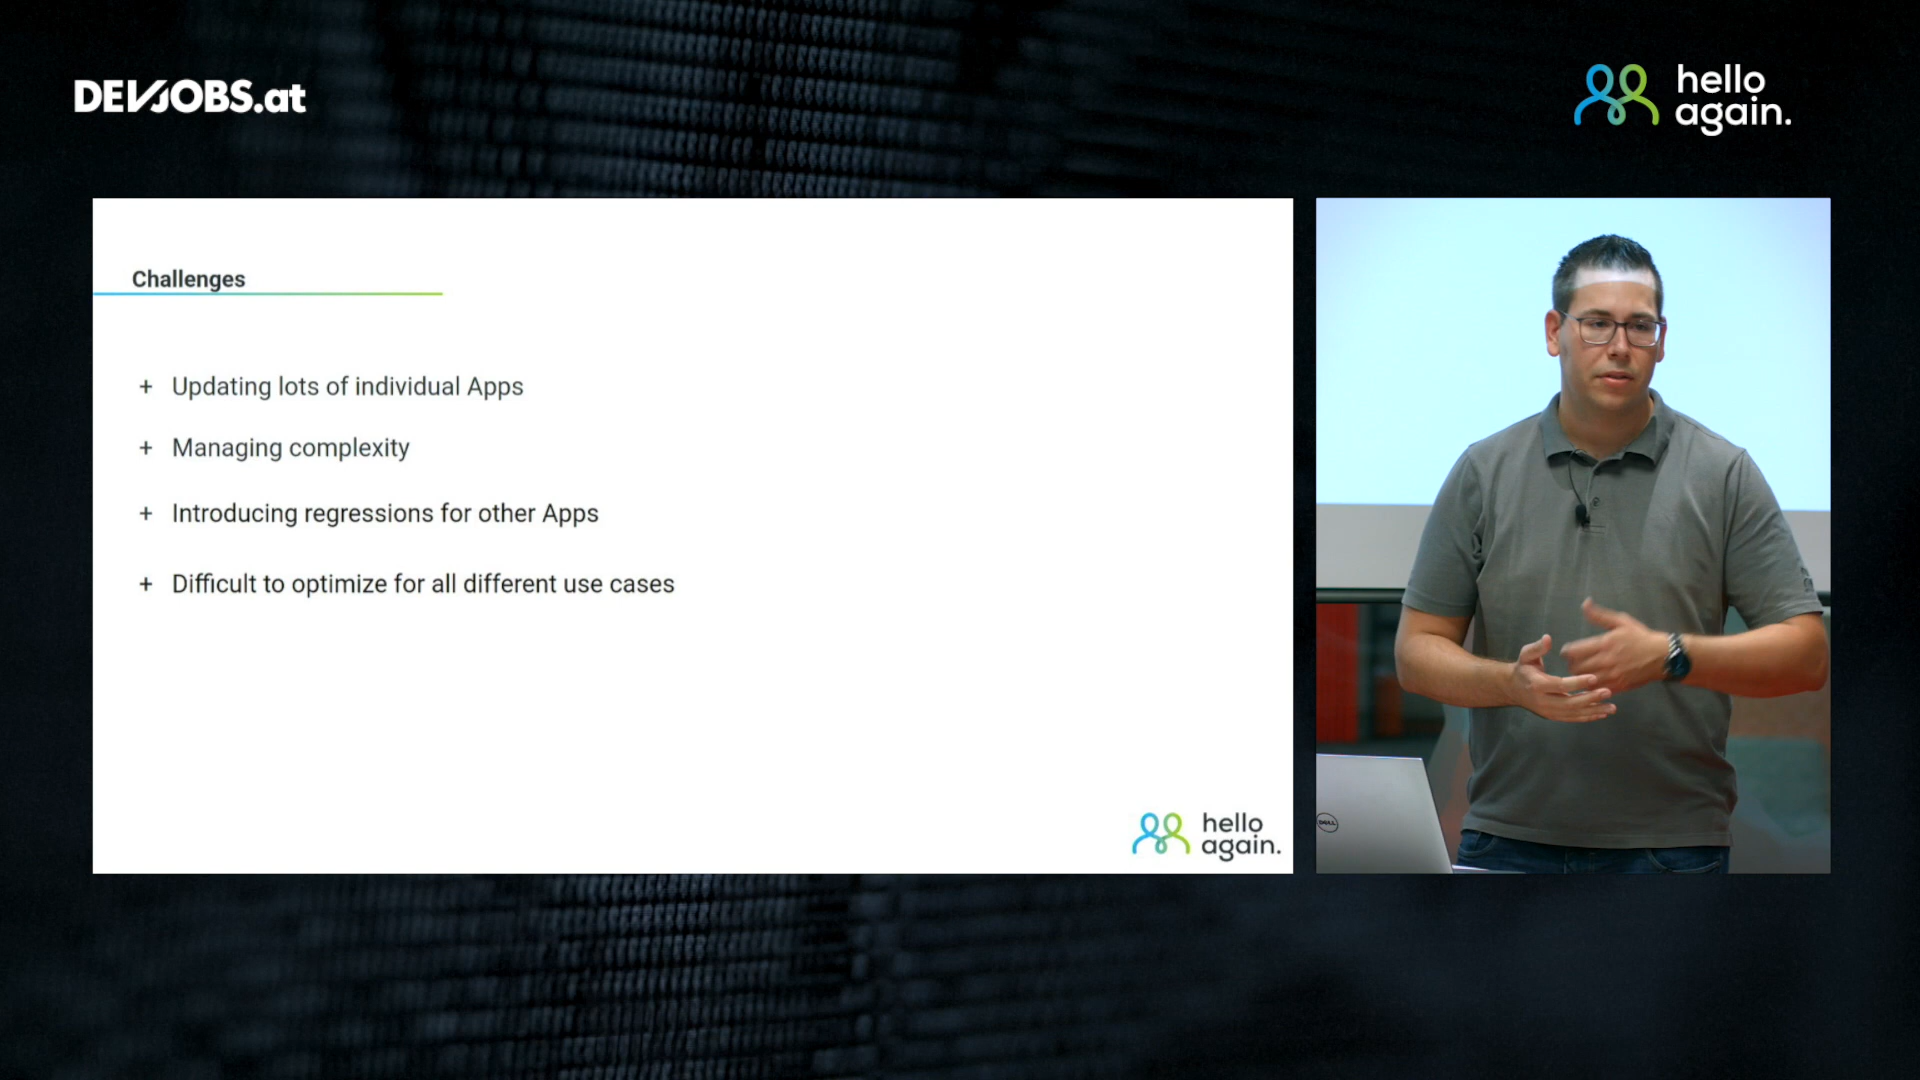 DEVJOBS.at
hello
again.
Challenges
+ Updating lots of individual Apps
+ Managing complexity
+ Introducing regressions for other Apps
+ Difficult to optimize for all different use cases
hello
again.
DELL